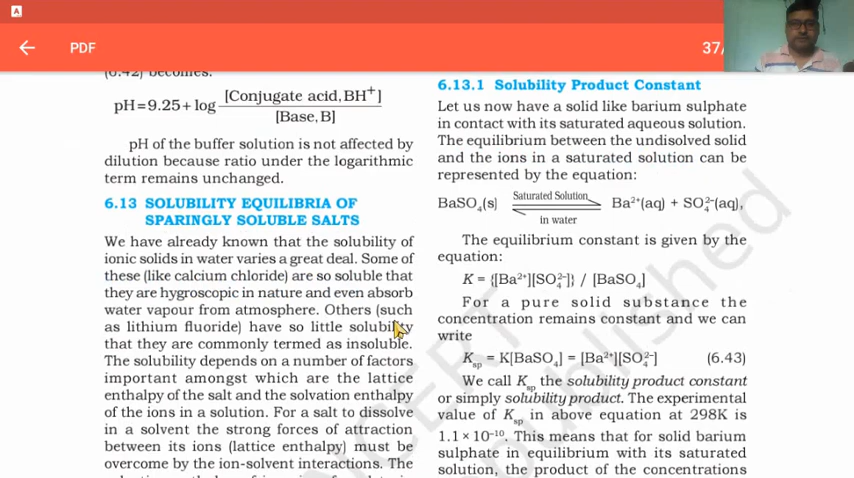 A
PDF
37/
(6.42) becomes:
pH=9.25+log [Conjugate acid,BH⁺] / [Base,B]
pH of the buffer solution is not affected by
dilution because ratio under the logarithmic
term remains unchanged.
6.13 SOLUBILITY EQUILIBRIA OF
SPARINGLY SOLUBLE SALTS
We have already known that the solubility of
ionic solids in water varies a great deal. Some of
these (like calcium chloride) are so soluble that
they are hygroscopic in nature and even absorb
water vapour from atmosphere. Others (such
as lithium fluoride) have so little solubility
that they are commonly termed as insoluble.
The solubility depends on a number of factors
important amongst which are the lattice
enthalpy of the salt and the solvation enthalpy
of the ions in a solution. For a salt to dissolve
in a solvent the strong forces of attraction
between its ions (lattice enthalpy) must be
overcome by the ion-solvent interactions. The
6.13.1 Solubility Product Constant
Let us now have a solid like barium sulphate
in contact with its saturated aqueous solution.
The equilibrium between the undisolved solid
and the ions in a saturated solution can be
represented by the equation:
Saturated Solution
BaSO₄(s) ⇌ Ba²⁺(aq) + SO₄²⁻(aq),
in water
The equilibrium constant is given by the
equation:
K = {[Ba²⁺][SO₄²⁻]} / [BaSO₄]
For a pure solid substance the
concentration remains constant and we can
write
Kₛₚ = K[BaSO₄] = [Ba²⁺][SO₄²⁻] (6.43)
We call Kₛₚ the solubility product constant
or simply solubility product. The experimental
value of Kₛₚ in above equation at 298K is
1.1 × 10⁻¹⁰. This means that for solid barium
sulphate in equilibrium with its saturated
solution, the product of the concentrations